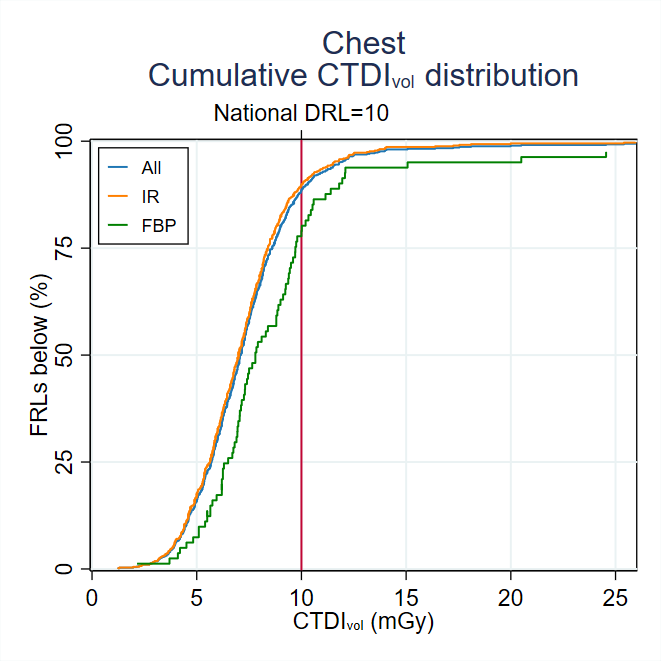 Chest
Cumulative CTDIvol distribution
National DRL=10
All
IR
FBP
FRLs below (%)
100
75
50
25
0
0 5 10 15 20 25
CTDIvol (mGy)